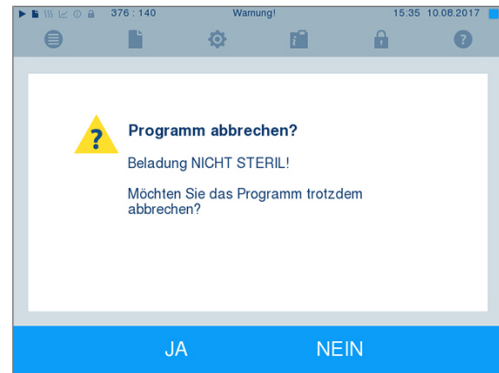 376 : 140 Warnung! 15:35 10.08.2017
Programm abbrechen?
Beladung NICHT STERIL!
Möchten Sie das Programm trotzdem
abbrechen?
JA NEIN